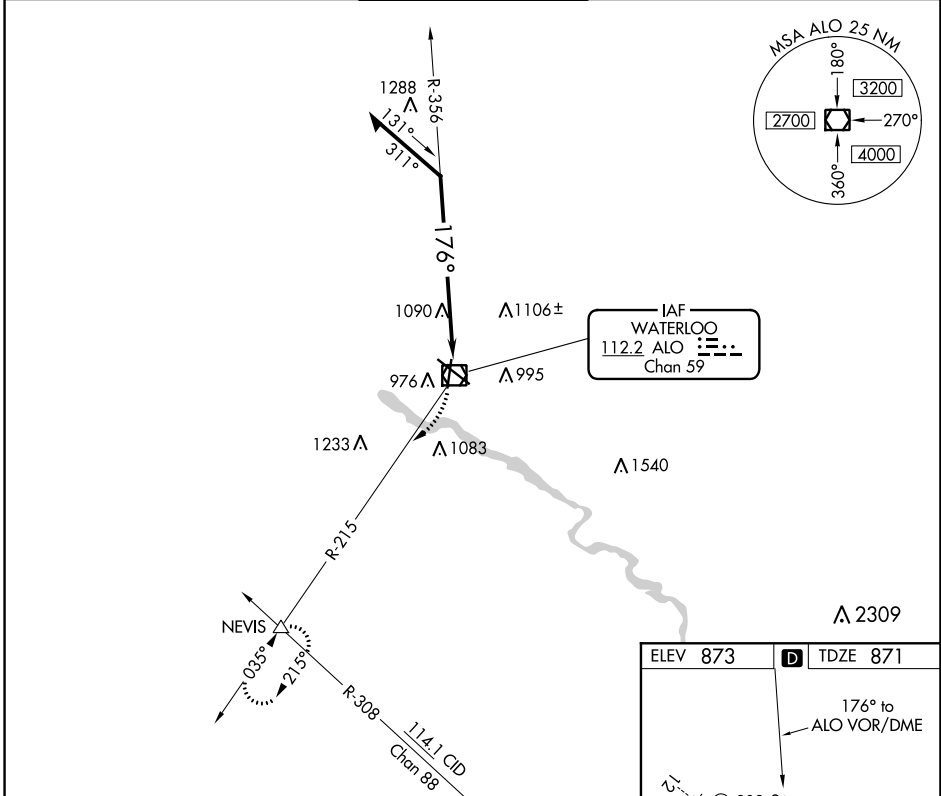 MSA ALO 25 NM
180°
3200
2700
270°
4000
360°
R-356
1288
131°
311°
176°
1090
1106±
IAF
WATERLOO
112.2 ALO
Chan 59
976
995
1233
1083
1540
R-215
NEVIS
035°
215°
R-308
114.1 CID
Chan 88
2309
ELEV 873 D TDZE 871
176° to
ALO VOR/DME
12